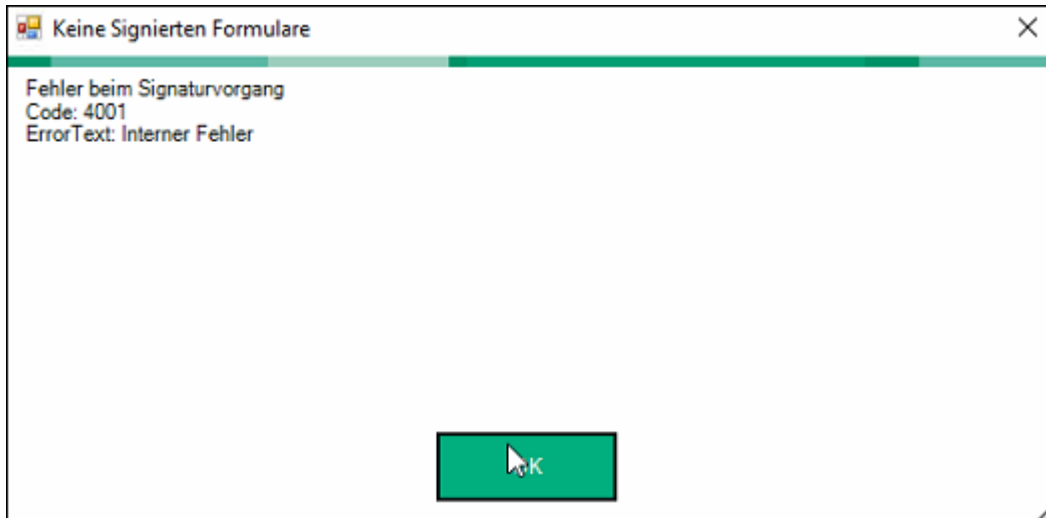 Keine Signierten Formulare
Fehler beim Signaturvorgang
Code: 4001
ErrorText: Interner Fehler